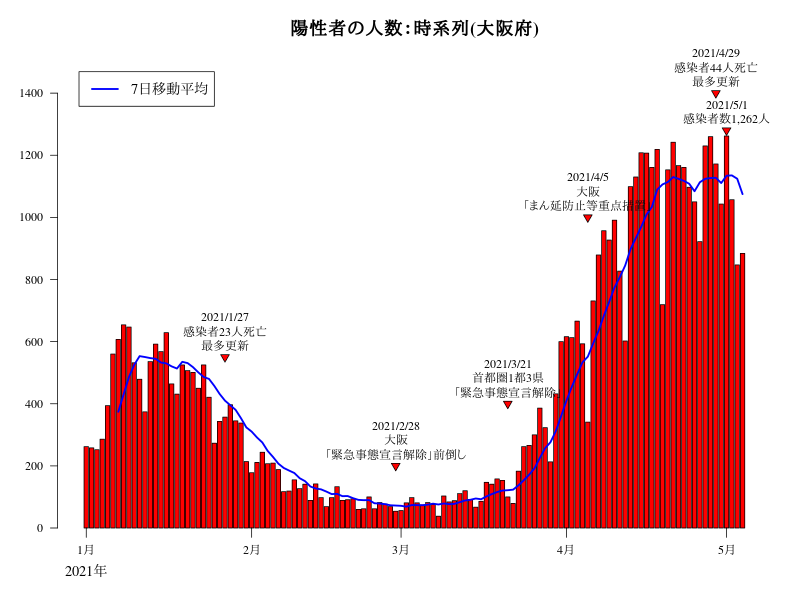 陽性者の人数:時系列(大阪府)
7日移動平均
2021/4/29
感染者44人死亡
最多更新
2021/5/1
感染者数1,262人
2021/4/5
大阪
「まん延防止等重点措置」
2021/1/27
感染者23人死亡
最多更新
2021/3/21
首都圏1都3県
「緊急事態宣言解除」
2021/2/28
大阪
「緊急事態宣言解除」前倒し
1400
1200
1000
800
600
400
200
0
1月
2月
3月
4月
5月
2021年